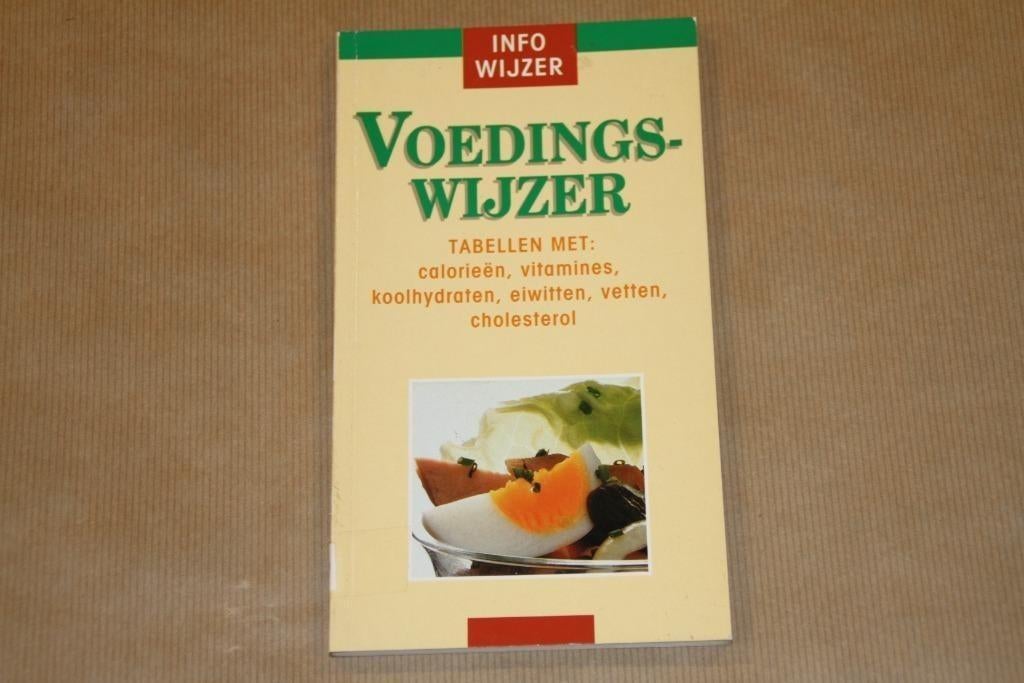 INFO
WIJZER
VOEDINGS-
WIJZER
TABELLEN MET:
calorieën, vitamines,
koolhydraten, eiwitten, vetten,
cholesterol